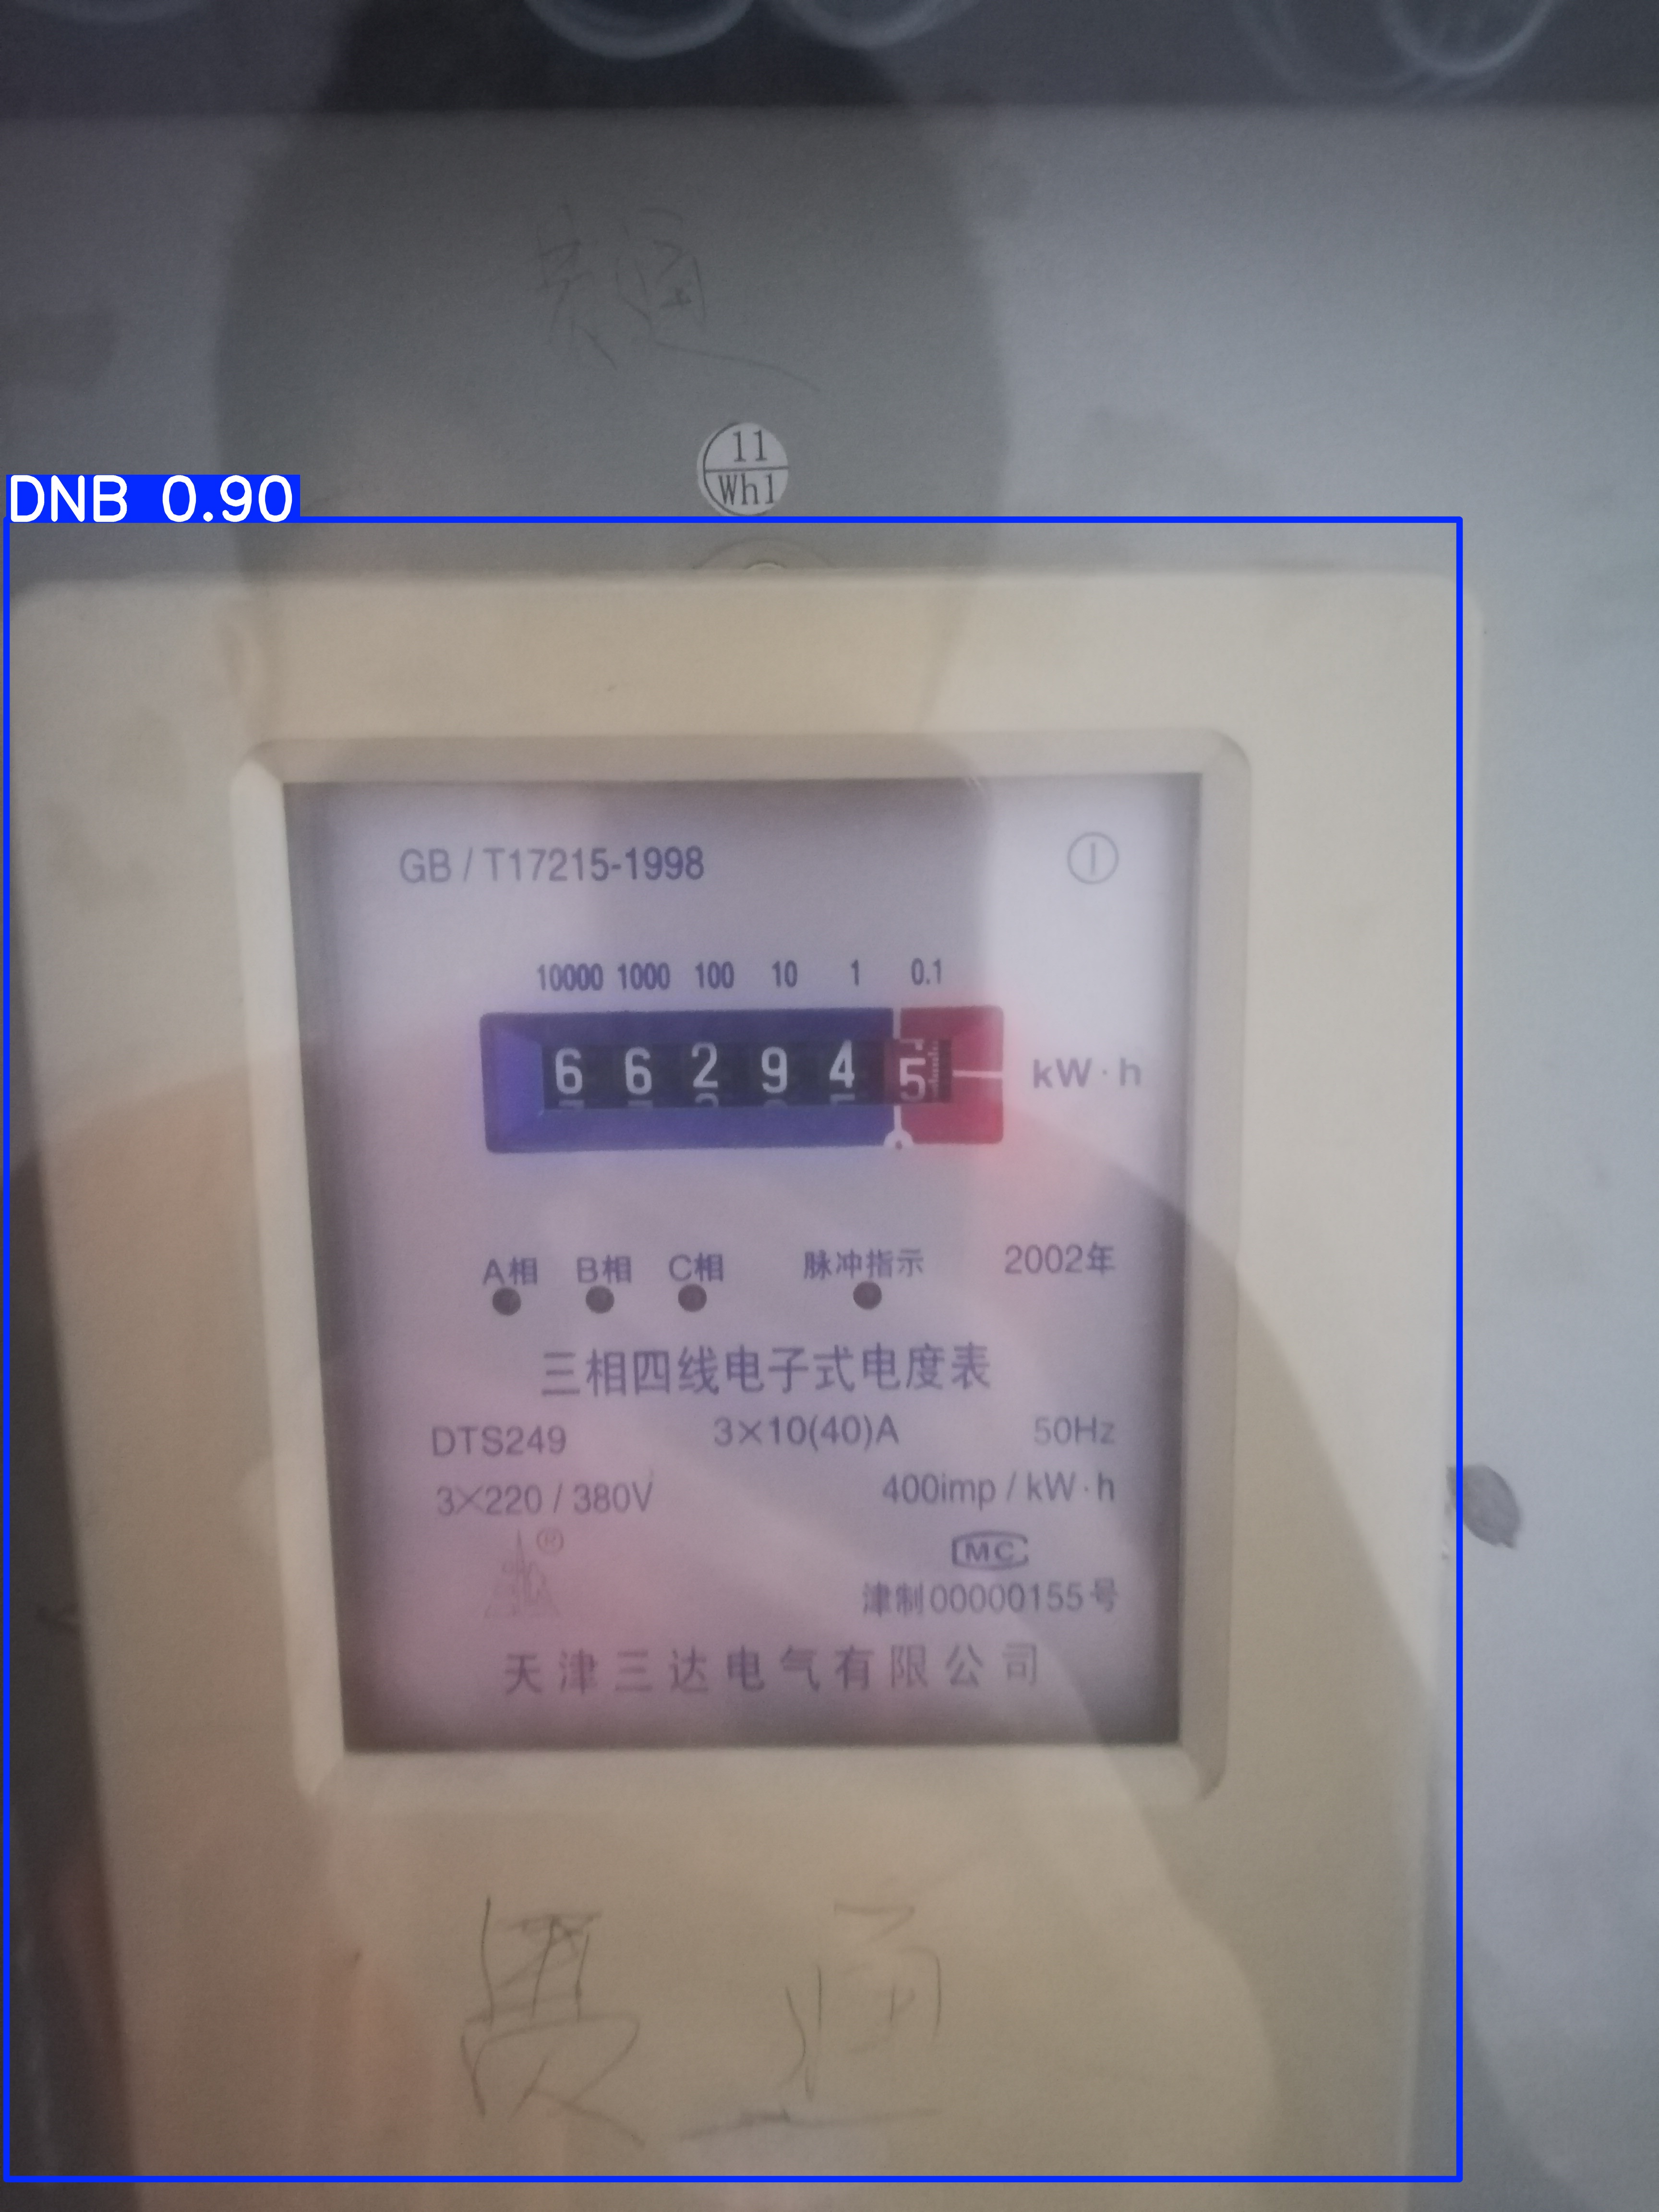 11
Wh1
DNB 0.90
GB / T17215-1998
10000 1000 100 10 1 0.1
6 6 2 9 4 5
kW·h
A相 B相 C相 脉冲指示 2002年
三相四线电子式电度表
DTS249 3×10(40)A 50Hz
3×220 / 380V 400imp / kW·h
®
MC
津制00000155号
天津三达电气有限公司
贾 通